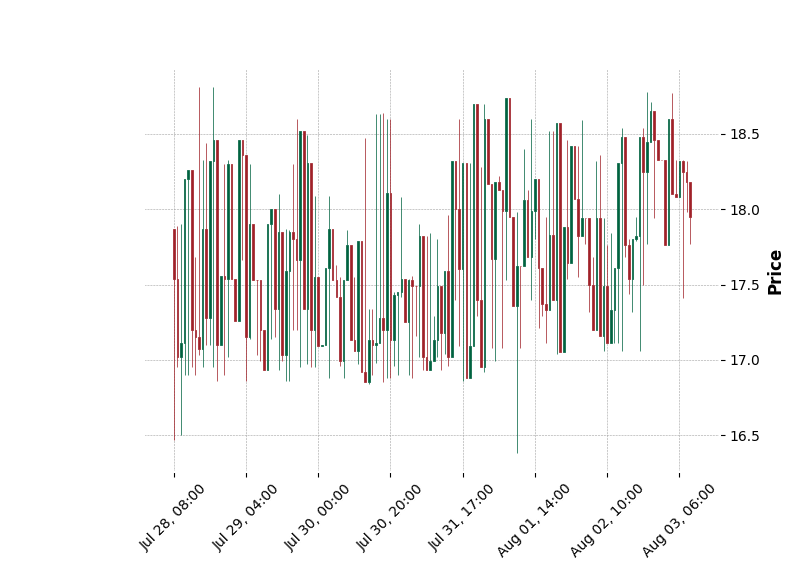 18.5
18.0
17.5
17.0
16.5
Price
Jul 28, 08:00
Jul 29, 04:00
Jul 30, 00:00
Jul 30, 20:00
Jul 31, 17:00
Aug 01, 14:00
Aug 02, 10:00
Aug 03, 06:00